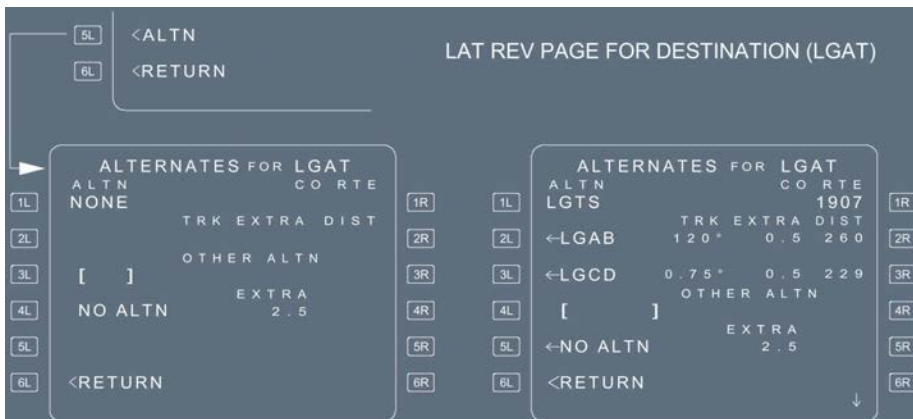 5L <ALTN
LAT REV PAGE FOR DESTINATION (LGAT)
6L <RETURN
ALTERNATES FOR LGAT
ALTN CO RTE
1L NONE 1R
TRK EXTRA DIST
2L 2R
OTHER ALTN
3L [ ] 3R
EXTRA
4L NO ALTN 2.5 4R
5L 5R
6L <RETURN 6R
ALTERNATES FOR LGAT
ALTN CO RTE
1L LGTS 1907 1R
TRK EXTRA DIST
2L ←LGAB 120° 0.5 260 2R
3L ←LGCD 0.75° 0.5 229 3R
OTHER ALTN
4L [ ] 4R
EXTRA
5L ←NO ALTN 2.5 5R
6L <RETURN 6R
↓